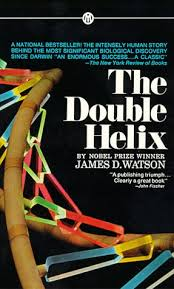 A NATIONAL BESTSELLER! THE INTENSELY HUMAN STORY
BEHIND THE MOST SIGNIFICANT BIOLOGICAL DISCOVERY
SINCE DARWIN "AN ENORMOUS SUCCESS...A CLASSIC"
—The New York Review of Books
The
Double
Helix
BY NOBEL PRIZE WINNER
JAMES D. WATSON
"A publishing triumph...
Clearly a great book"
—John Fischer